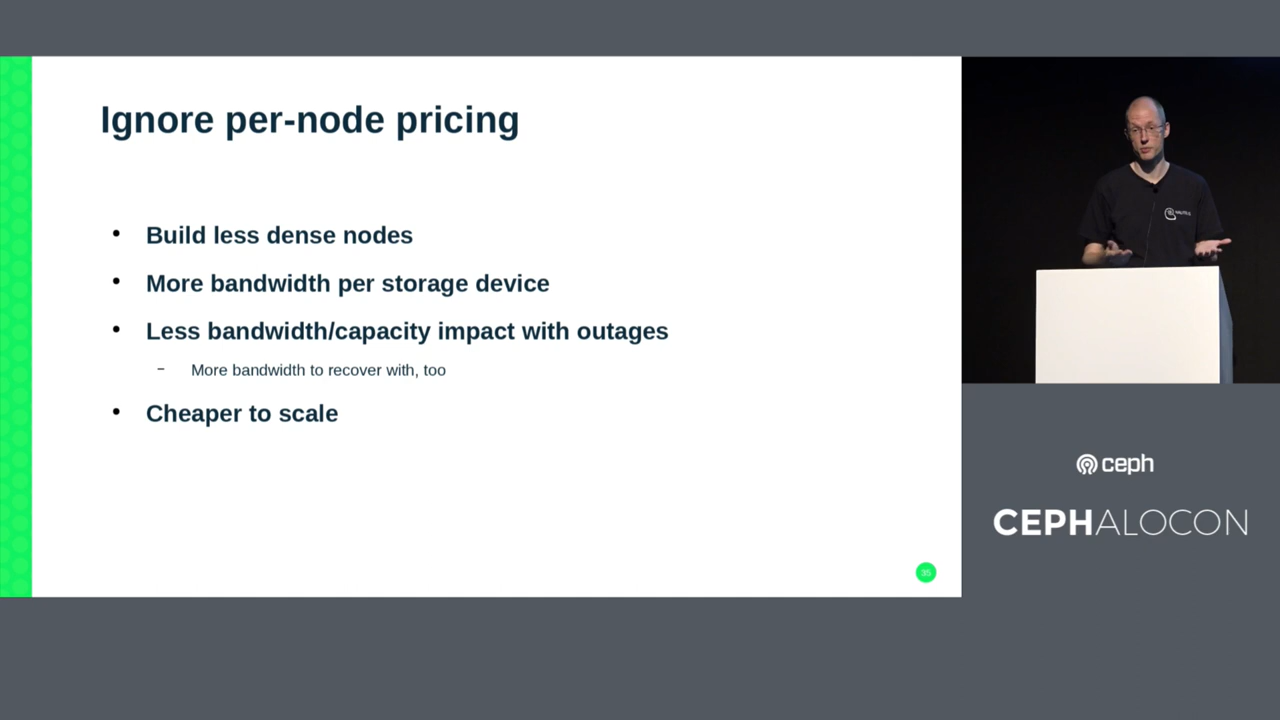 Ignore per-node pricing
• Build less dense nodes
• More bandwidth per storage device
• Less bandwidth/capacity impact with outages
– More bandwidth to recover with, too
• Cheaper to scale
35
ceph
CEPHALOCON